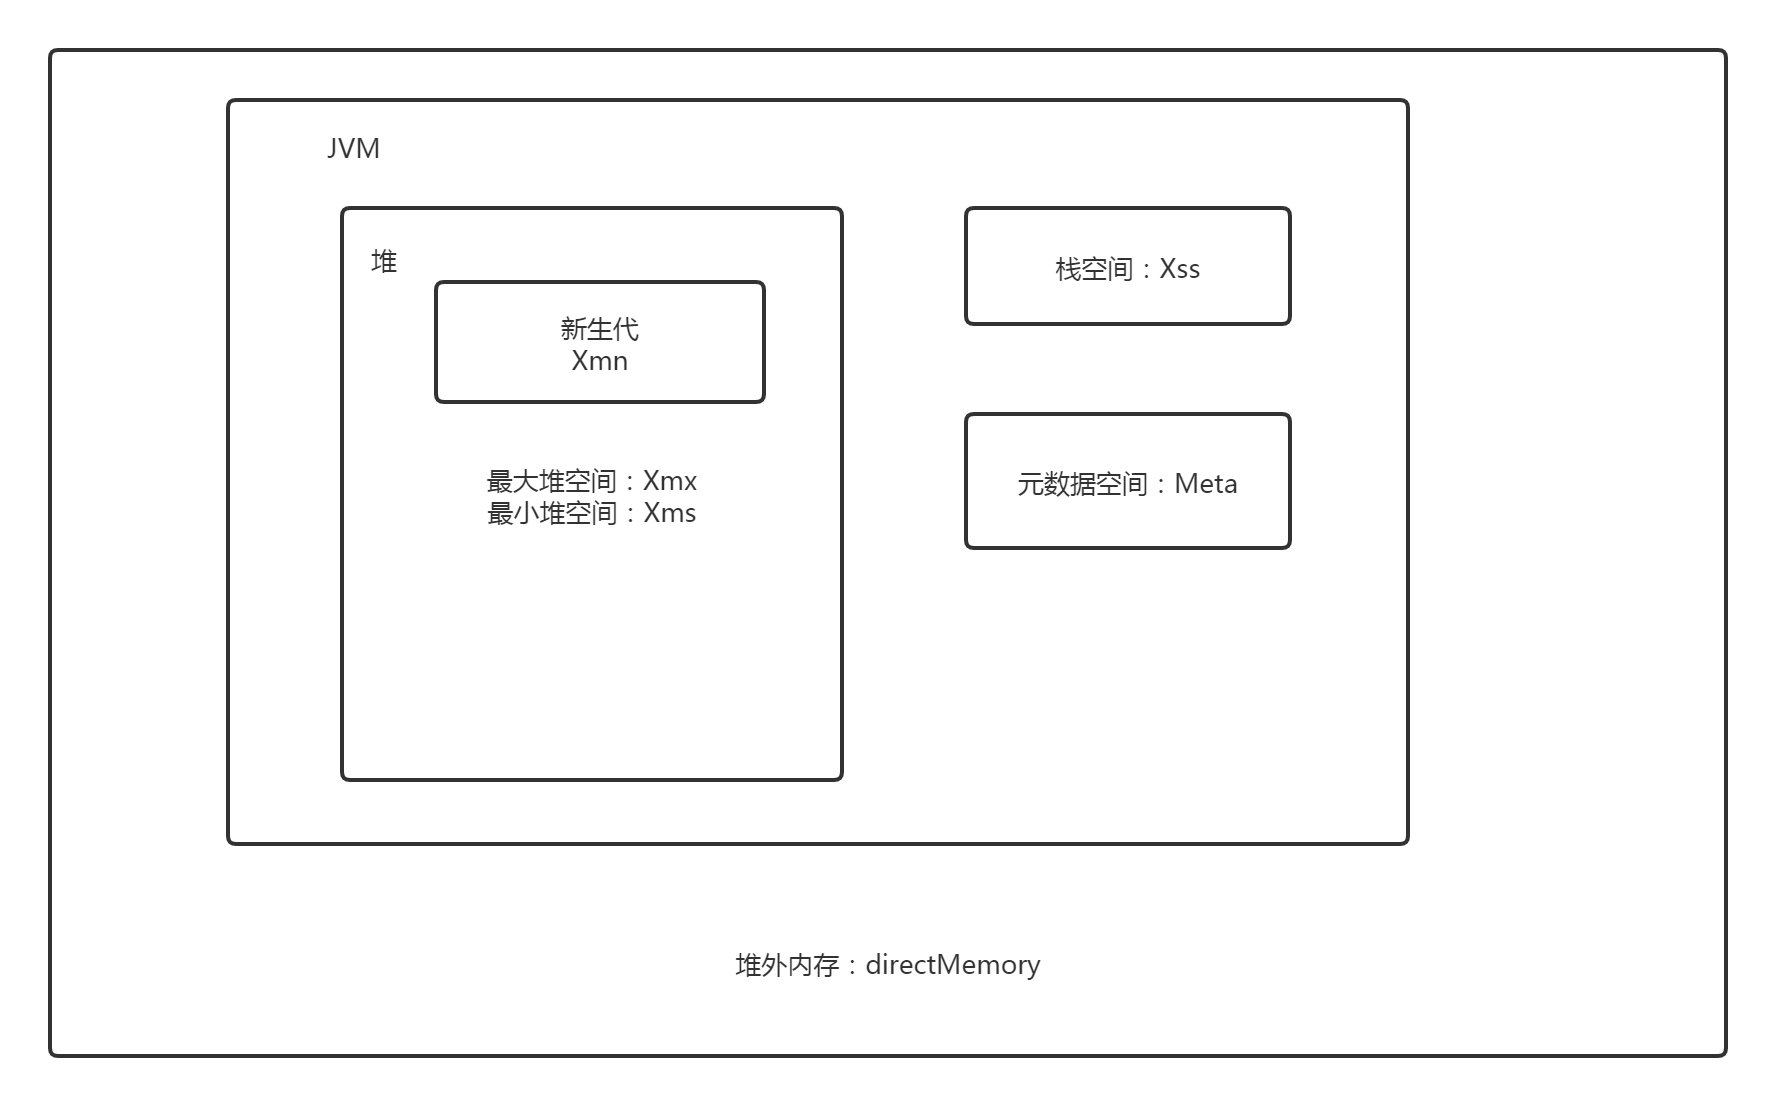 JVM
堆
新生代
Xmn
最大堆空间：Xmx
最小堆空间：Xms
栈空间：Xss
元数据空间：Meta
堆外内存：directMemory